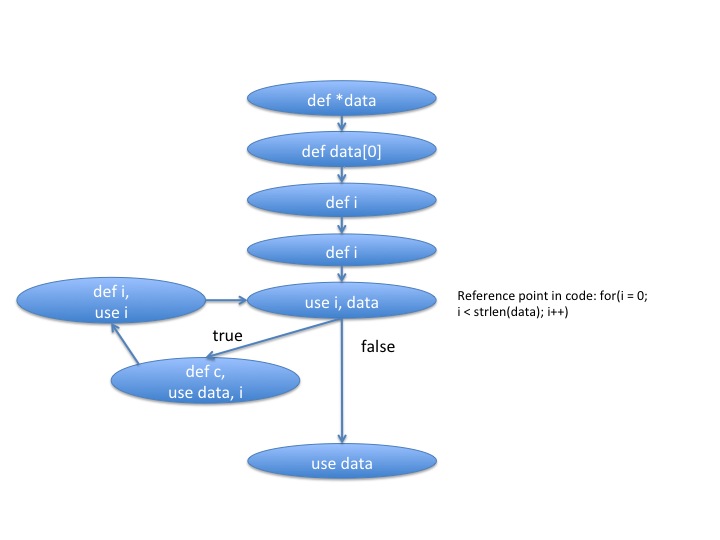 def *data
def data[0]
def i
def i
def i,
use i
use i, data
Reference point in code: for(i = 0;
i < strlen(data); i++)
true
false
def c,
use data, i
use data